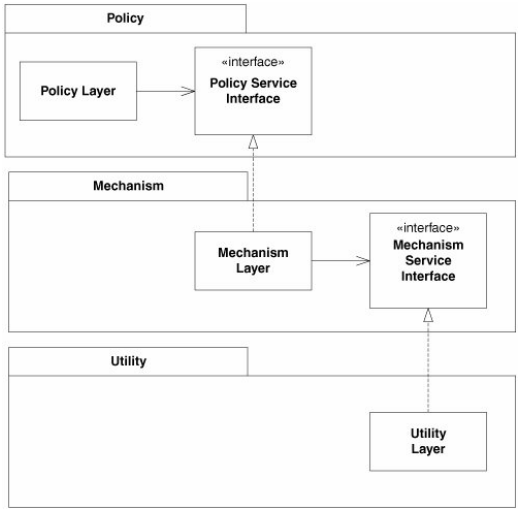 Policy
Policy Layer
«interface»
Policy Service
Interface
Mechanism
Mechanism
Layer
«interface»
Mechanism
Service
Interface
Utility
Utility
Layer